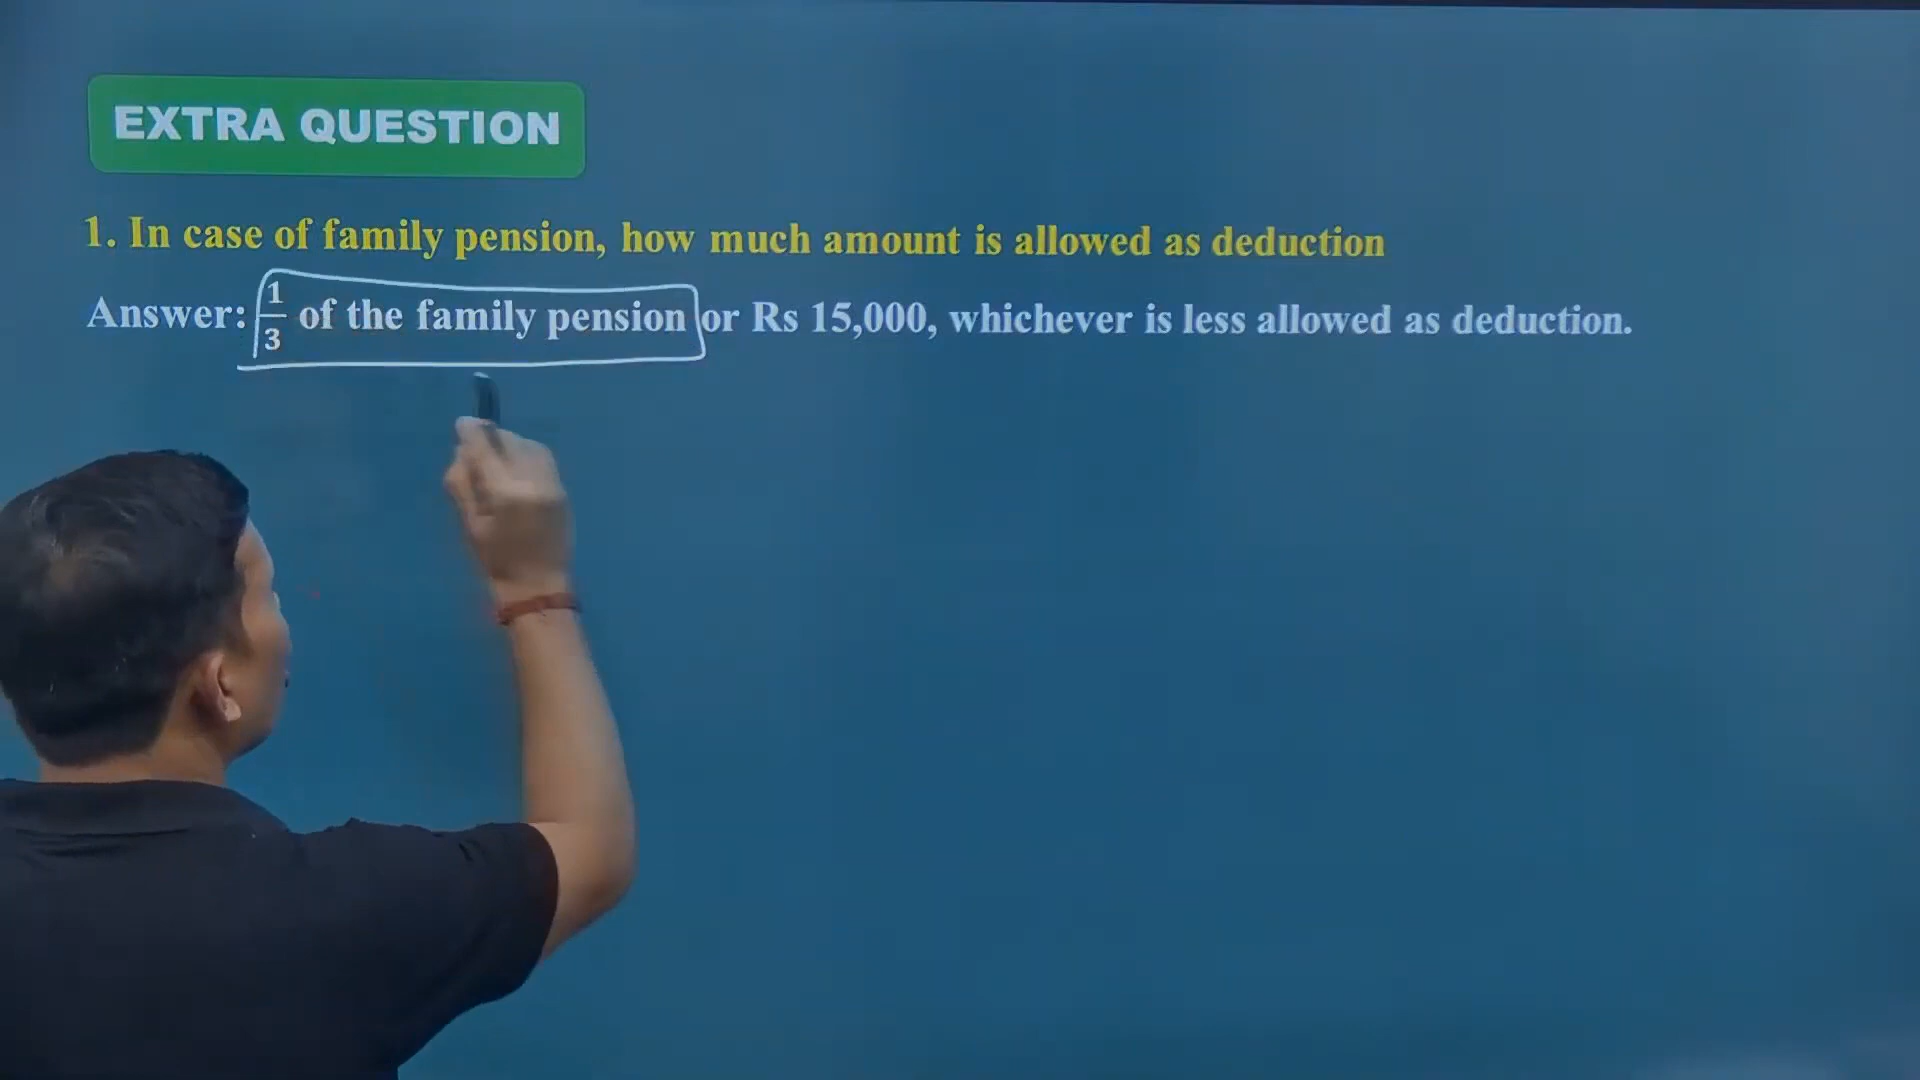 EXTRA QUESTION
1. In case of family pension, how much amount is allowed as deduction
Answer: 1/3 of the family pension or Rs 15,000, whichever is less allowed as deduction.